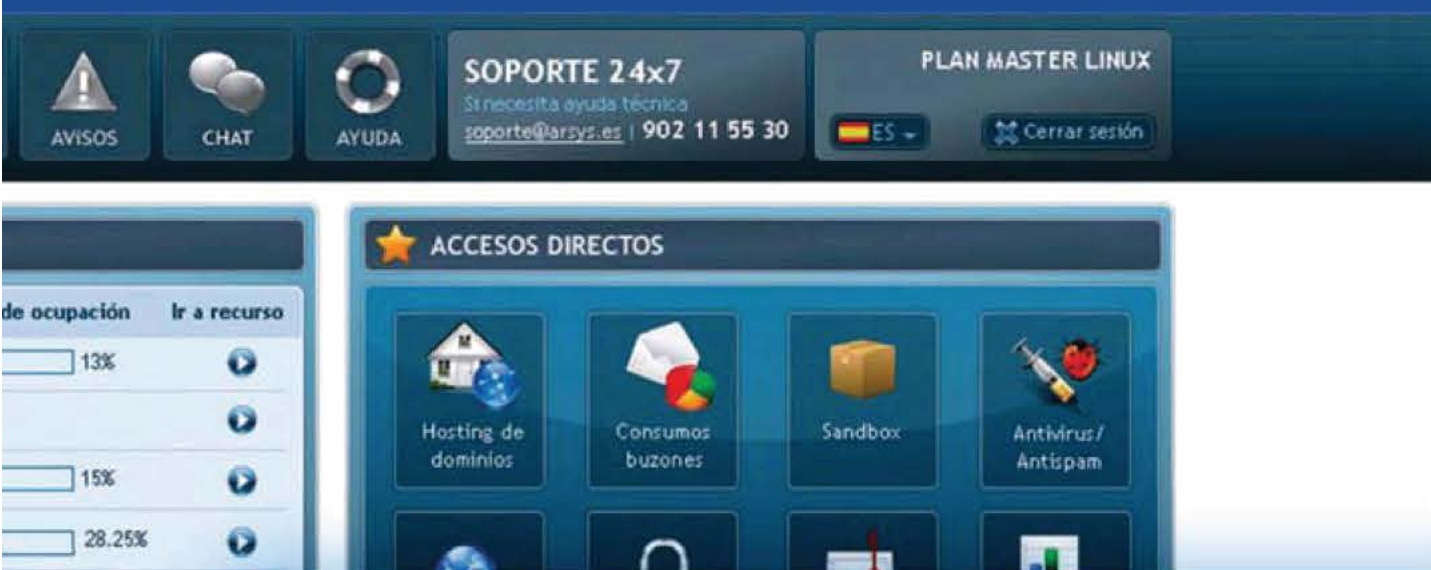 SOPORTE 24x7
PLAN MASTER LINUX
Si necesita ayuda técnica
AVISOS
CHAT
AYUDA
soporte@arsys.es | 902 11 55 30
ES
Cerrar sesión
ACCESOS DIRECTOS
de ocupación
Ir a recurso
13%
15%
28.25%
Hosting de
dominios
Consumos
buzones
Sandbox
Antivirus/
Antispam